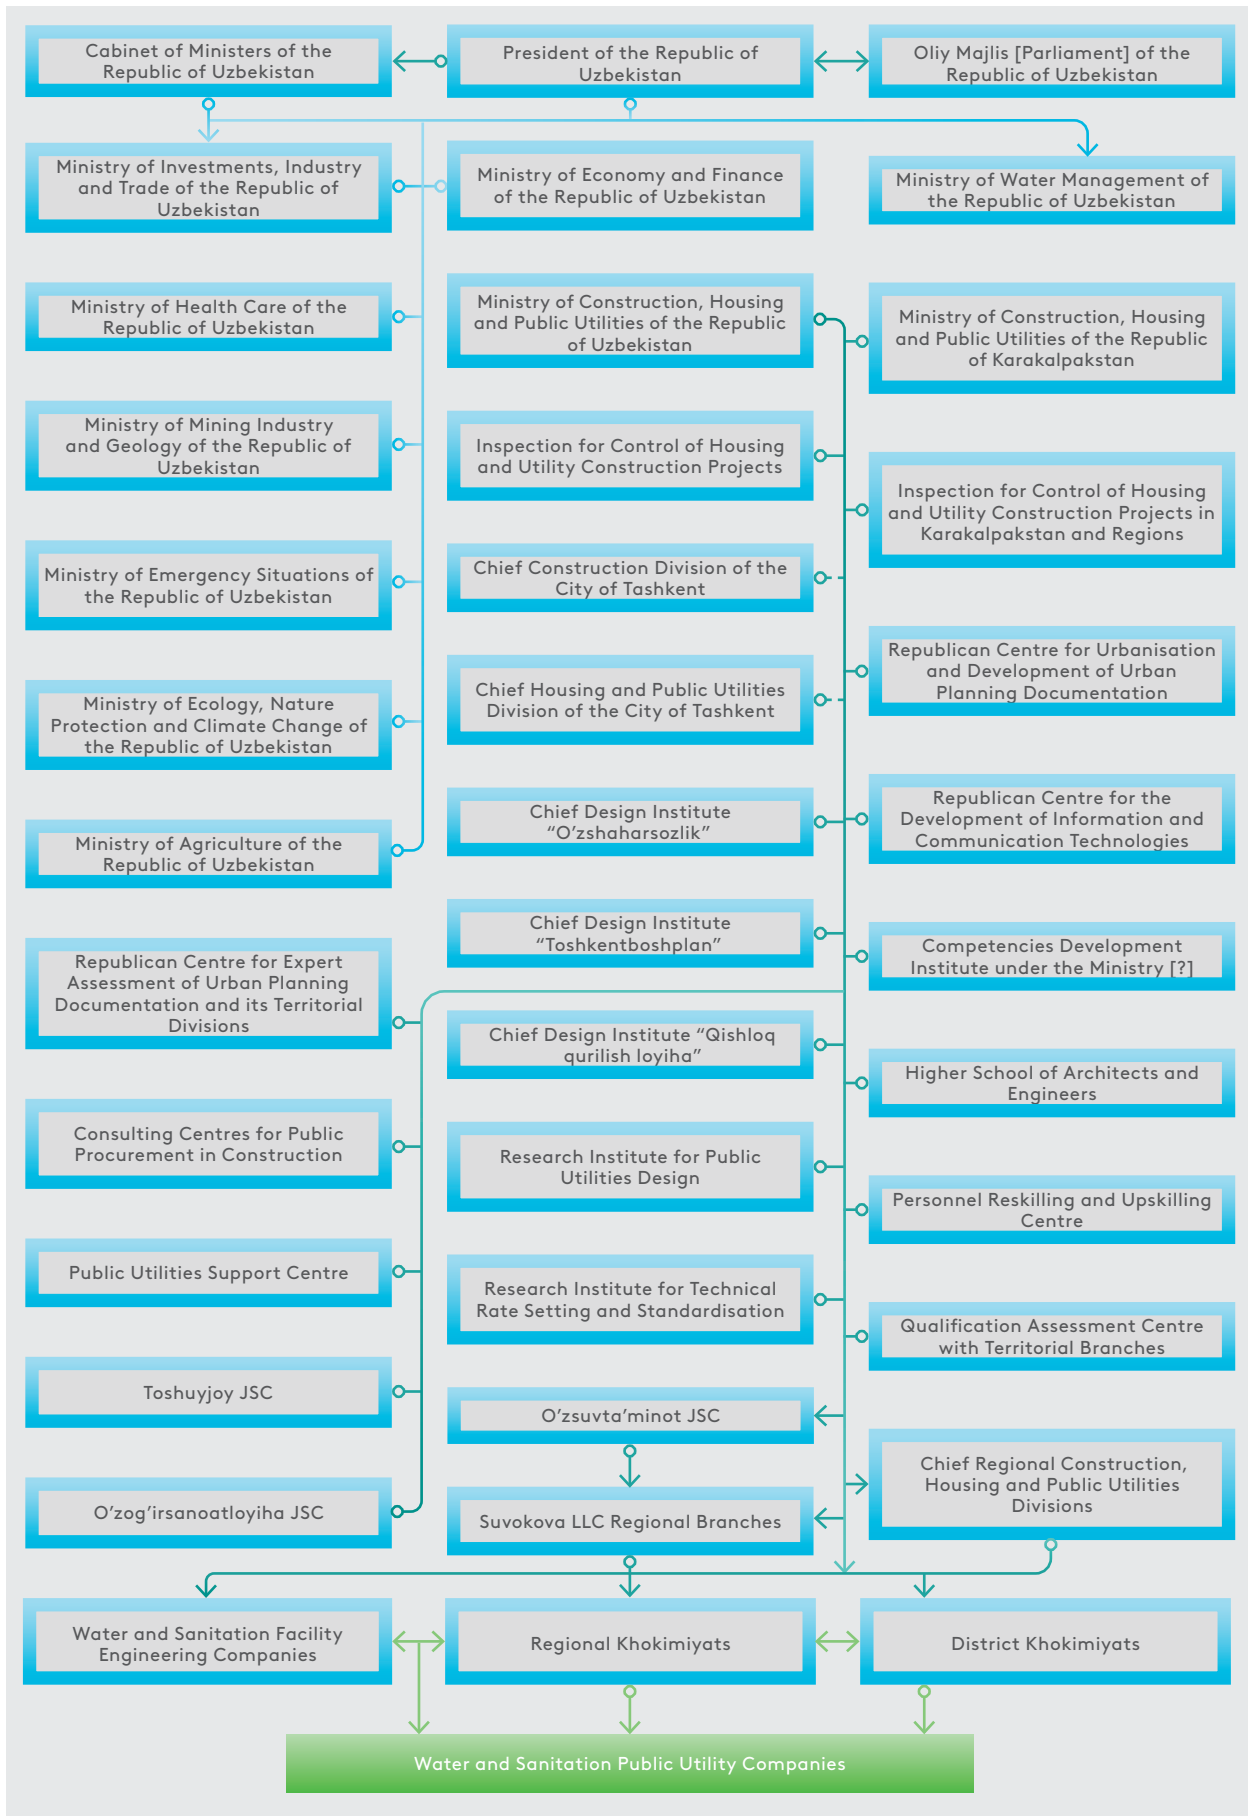 Cabinet of Ministers of the
Republic of Uzbekistan
President of the Republic of
Uzbekistan
Oliy Majlis [Parliament] of the
Republic of Uzbekistan
Ministry of Investments, Industry
and Trade of the Republic of
Uzbekistan
Ministry of Economy and Finance
of the Republic of Uzbekistan
Ministry of Water Management of
the Republic of Uzbekistan
Ministry of Health Care of the
Republic of Uzbekistan
Ministry of Construction, Housing
and Public Utilities of the Republic
of Uzbekistan
Ministry of Construction, Housing
and Public Utilities of the Republic
of Karakalpakstan
Ministry of Mining Industry
and Geology of the Republic of
Uzbekistan
Inspection for Control of Housing
and Utility Construction Projects
Inspection for Control of Housing
and Utility Construction Projects in
Karakalpakstan and Regions
Ministry of Emergency Situations of
the Republic of Uzbekistan
Chief Construction Division of the
City of Tashkent
Republican Centre for Urbanisation
and Development of Urban
Planning Documentation
Ministry of Ecology, Nature
Protection and Climate Change of
the Republic of Uzbekistan
Chief Housing and Public Utilities
Division of the City of Tashkent
Republican Centre for the
Development of Information and
Communication Technologies
Ministry of Agriculture of the
Republic of Uzbekistan
Chief Design Institute
“O’zshaharsozlik”
Chief Design Institute
“Toshkentboshplan”
Competencies Development
Institute under the Ministry [?]
Republican Centre for Expert
Assessment of Urban Planning
Documentation and its Territorial
Divisions
Chief Design Institute “Qishloq
qurilish loyiha”
Higher School of Architects and
Engineers
Consulting Centres for Public
Procurement in Construction
Research Institute for Public
Utilities Design
Personnel Reskilling and Upskilling
Centre
Public Utilities Support Centre
Research Institute for Technical
Rate Setting and Standardisation
Qualification Assessment Centre
with Territorial Branches
Toshuyjoy JSC
O’zsuvta’minot JSC
Chief Regional Construction,
Housing and Public Utilities
Divisions
O’zog’irsanoatloyiha JSC
Suvokova LLC Regional Branches
Water and Sanitation Facility
Engineering Companies
Regional Khokimiyats
District Khokimiyats
Water and Sanitation Public Utility Companies